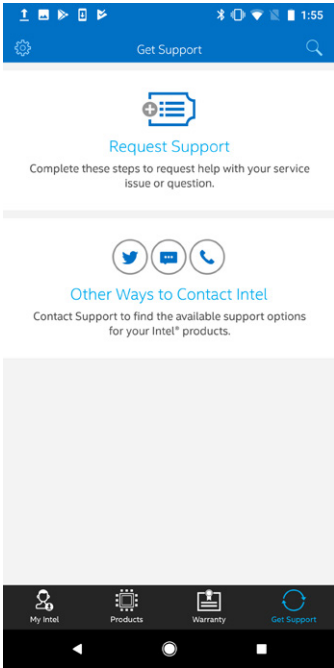 1:55
Get Support
Request Support
Complete these steps to request help with your service
issue or question.
Other Ways to Contact Intel
Contact Support to find the available support options
for your Intel® products.
My Intel
Products
Warranty
Get Support